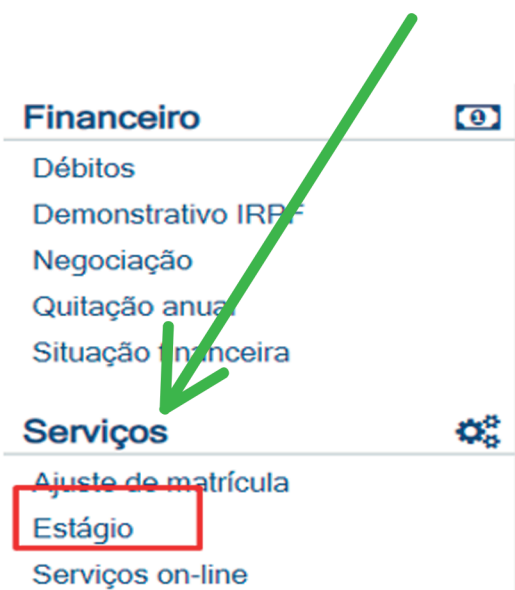 Financeiro
Débitos
Demonstrativo IRPF
Negociação
Quitação anual
Situação financeira
Serviços
Ajuste de matrícula
Estágio
Serviços on-line